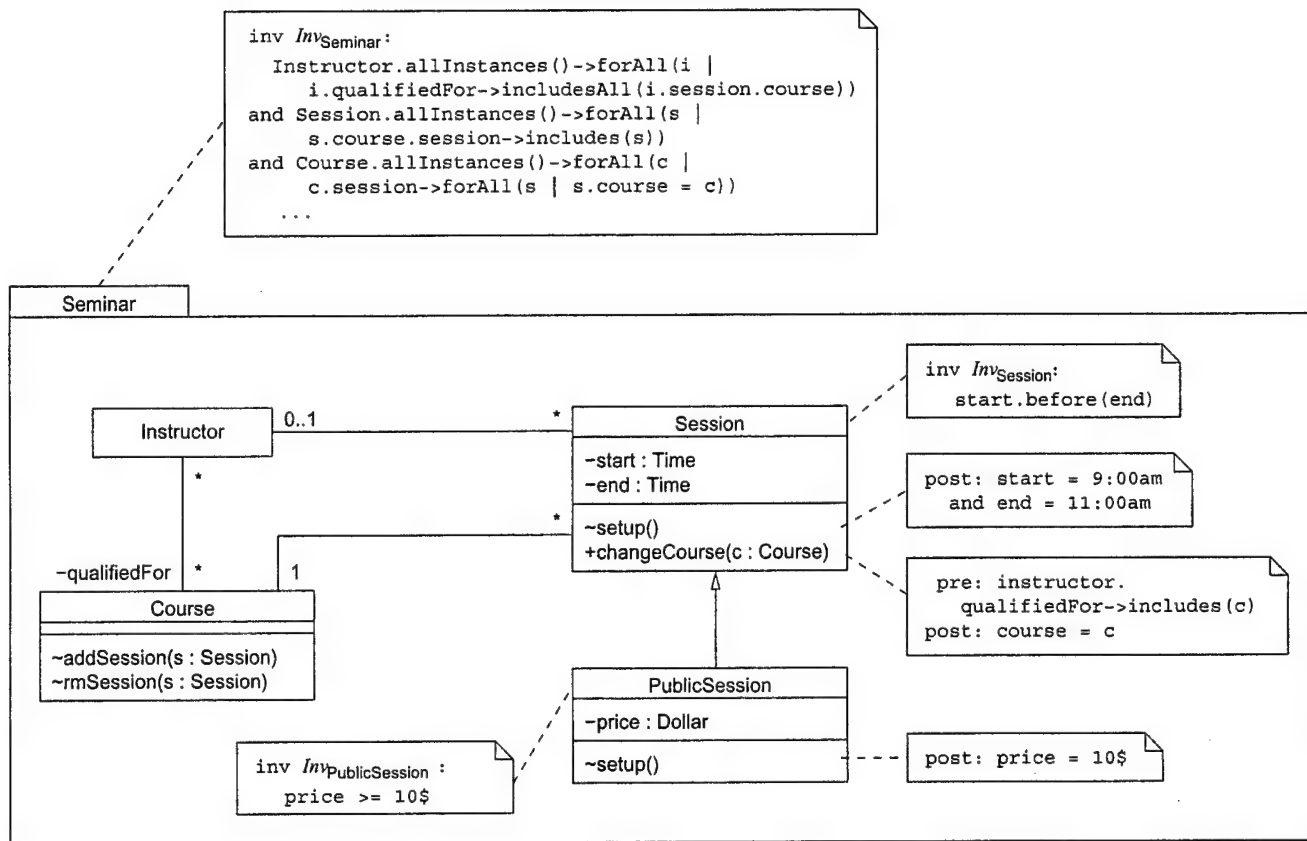 inv InvSeminar:
Instructor.allInstances()->forAll(i |
i.qualifiedFor->includesAll(i.session.course))
and Session.allInstances()->forAll(s |
s.course.session->includes(s))
and Course.allInstances()->forAll(c |
c.session->forAll(s | s.course = c))
...
Seminar
inv InvSession:
start.before(end)
Instructor
0..1
*
Session
−start : Time
−end : Time
~setup()
+changeCourse(c : Course)
post: start = 9:00am
and end = 11:00am
pre: instructor.
qualifiedFor->includes(c)
post: course = c
*
*
−qualifiedFor
*
1
Course
~addSession(s : Session)
~rmSession(s : Session)
PublicSession
−price : Dollar
~setup()
inv InvPublicSession :
price >= 10$
post: price = 10$